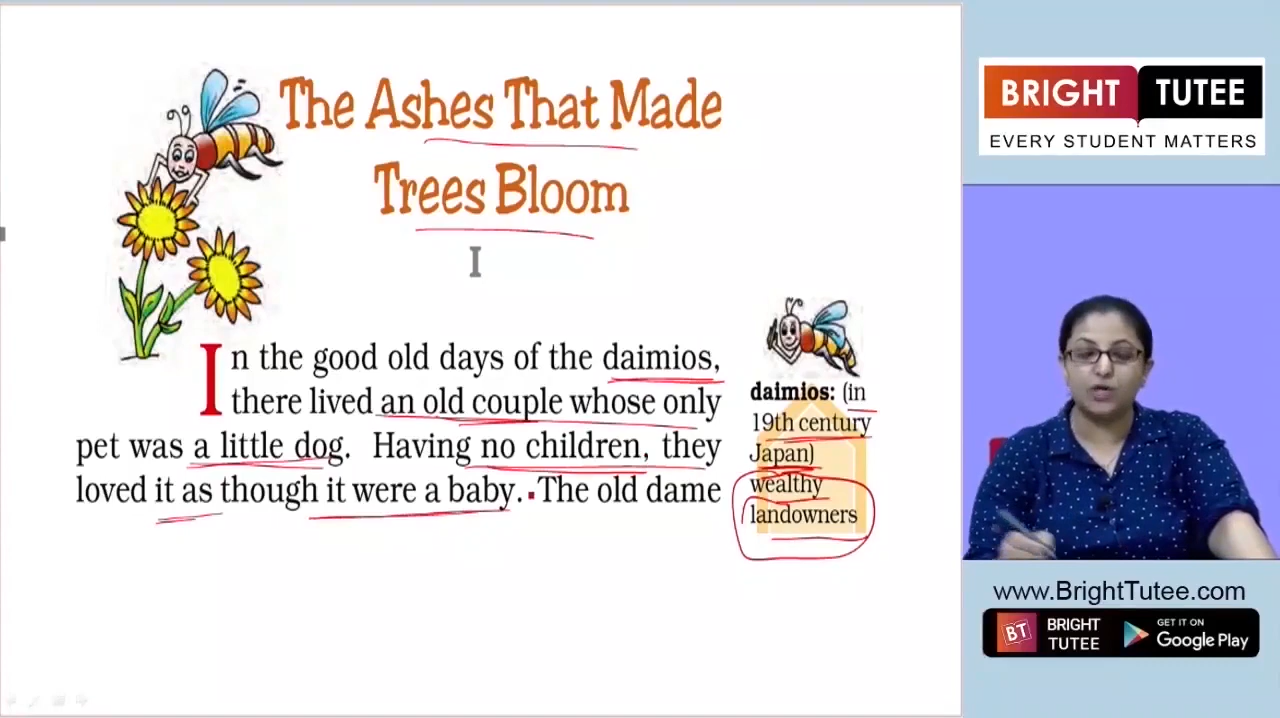 The Ashes That Made
Trees Bloom
I
In the good old days of the daimios,
there lived an old couple whose only
pet was a little dog. Having no children, they
loved it as though it were a baby. The old dame
daimios: (in
19th century
Japan)
wealthy
landowners
BRIGHT TUTEE
EVERY STUDENT MATTERS
www.BrightTutee.com
BT BRIGHT TUTEE
GET IT ON
Google Play